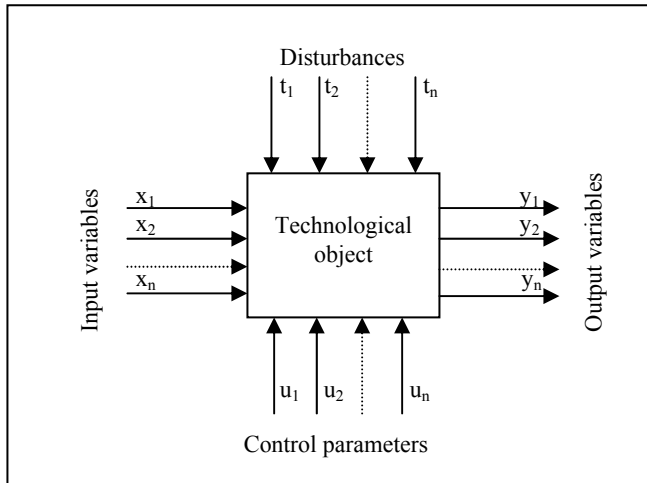 Disturbances
t₁ t₂ tₙ
Input variables
x₁
x₂
xₙ
Technological
object
y₁
y₂
yₙ
Output variables
u₁ u₂ uₙ
Control parameters